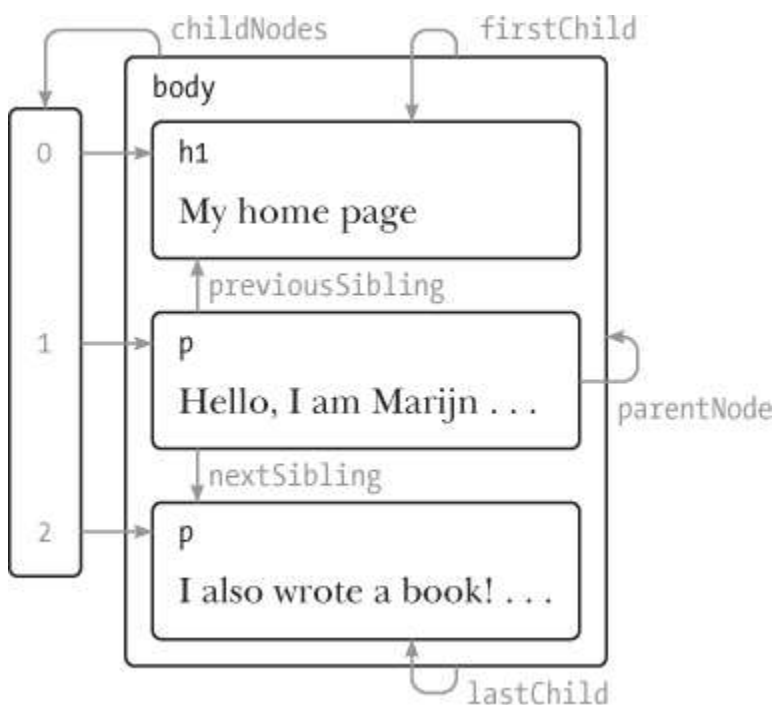 childNodes
firstChild
body
0
h1
My home page
previousSibling
1
p
Hello, I am Marijn . . .
parentNode
nextSibling
2
p
I also wrote a book! . . .
lastChild